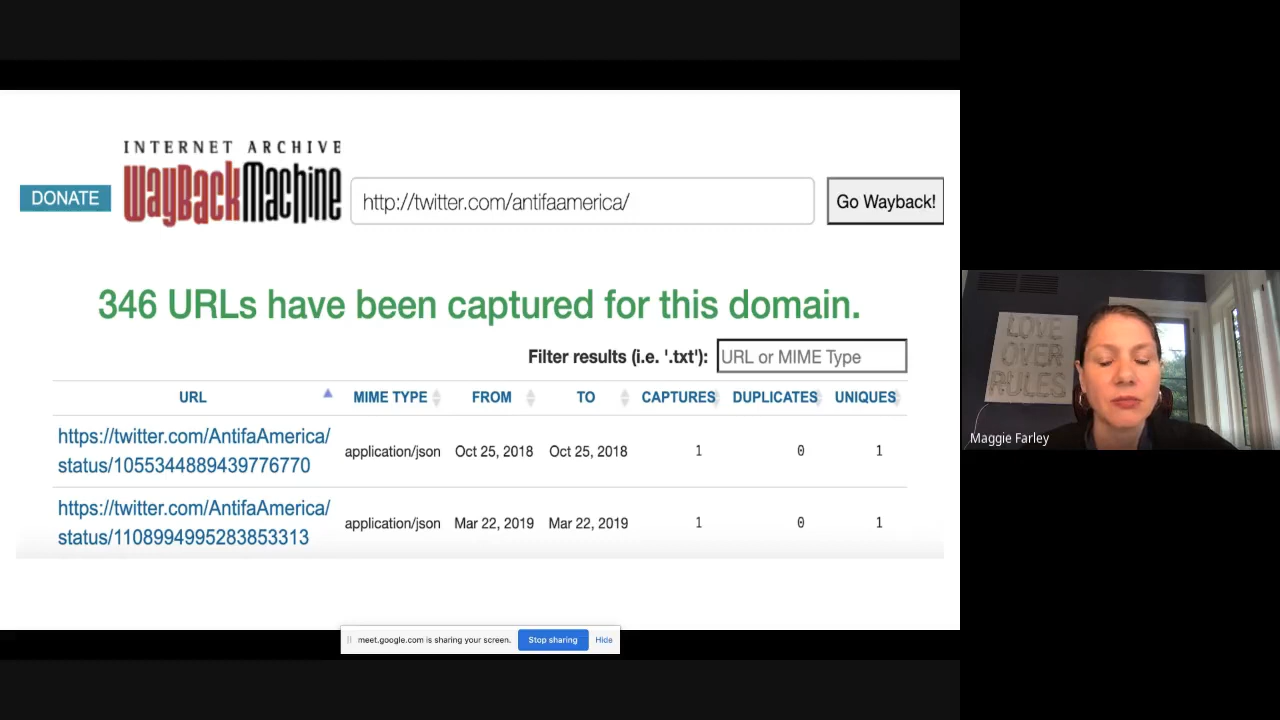 INTERNET ARCHIVE
DONATE
WayBackMachine
http://twitter.com/antifaamerica/
Go Wayback!
346 URLs have been captured for this domain.
Filter results (i.e. '.txt'):
URL or MIME Type
URL MIME TYPE FROM TO CAPTURES DUPLICATES UNIQUES
https://twitter.com/AntifaAmerica/
status/1055344889439776770
application/json Oct 25, 2018 Oct 25, 2018 1 0 1
https://twitter.com/AntifaAmerica/
status/1108994995283853313
application/json Mar 22, 2019 Mar 22, 2019 1 0 1
meet.google.com is sharing your screen.
Stop sharing
Hide
LOVE
OVER
RULES
Maggie Farley